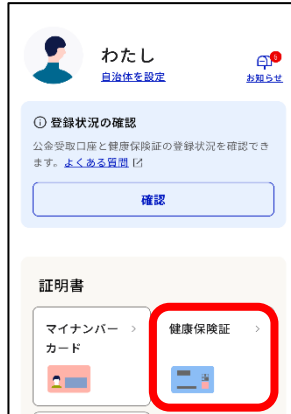 わたし
自治体を設定
お知らせ
登録状況の確認
公金受取口座と健康保険証の登録状況を確認でき
ます。よくある質問
確認
証明書
マイナンバー
カード
健康保険証